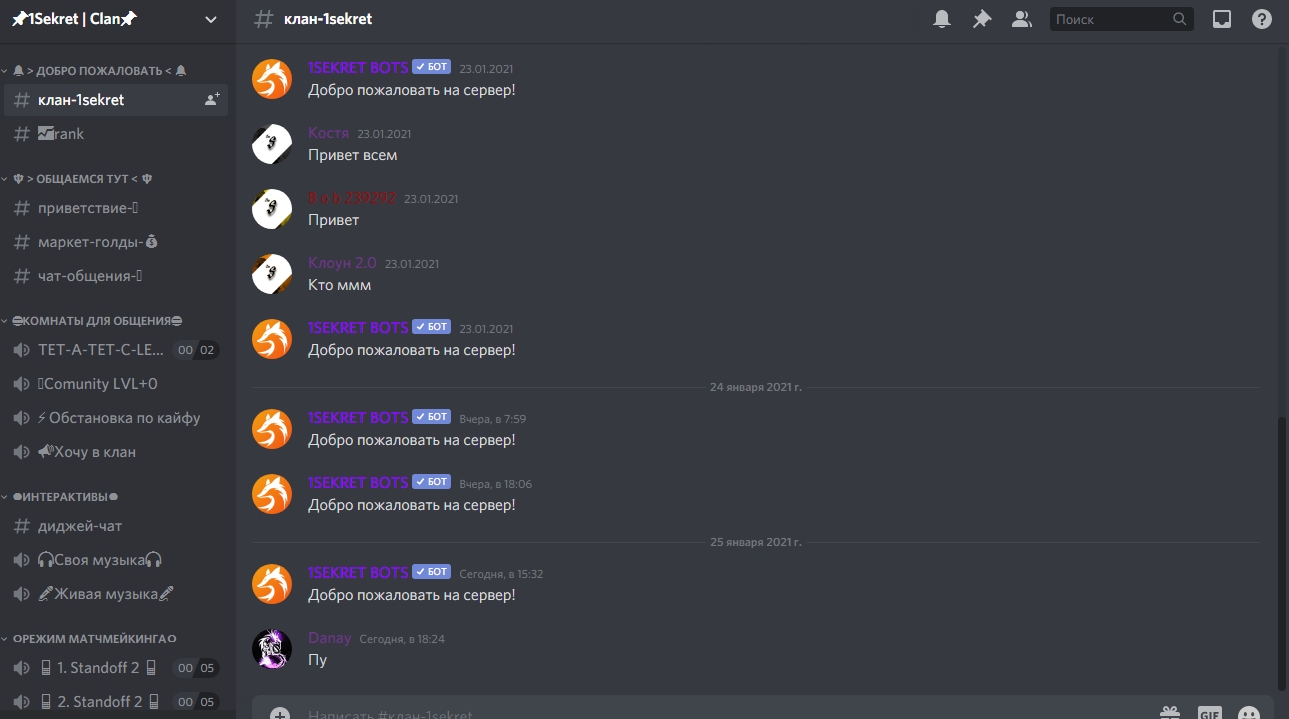 1Sekret | Clan
> ДОБРО ПОЖАЛОВАТЬ <
клан-1sekret
rank
> ОБЩАЕМСЯ ТУТ <
приветствие-
маркет-голды-
чат-общения-
КОМНАТЫ ДЛЯ ОБЩЕНИЯ
TET-A-TET-C-LE... 00 02
Comunity LVL+0
Обстановка по кайфу
Хочу в клан
ИНТЕРАКТИВЫ
диджей-чат
Своя музыка
Живая музыка
РЕЖИМ МАТЧМЕЙКИНГА
1. Standoff 2 00 05
2. Standoff 2 00 05
клан-1sekret
Поиск
1SEKRET BOTS ✓ БОТ 23.01.2021
Добро пожаловать на сервер!
Костя 23.01.2021
Привет всем
B o b 239292 23.01.2021
Привет
Клоун 2.0 23.01.2021
Кто ммм
1SEKRET BOTS ✓ БОТ 23.01.2021
Добро пожаловать на сервер!
24 января 2021 г.
1SEKRET BOTS ✓ БОТ Вчера, в 7:59
Добро пожаловать на сервер!
1SEKRET BOTS ✓ БОТ Вчера, в 18:06
Добро пожаловать на сервер!
25 января 2021 г.
1SEKRET BOTS ✓ БОТ Сегодня, в 15:32
Добро пожаловать на сервер!
Danay Сегодня, в 18:24
Пу
Написать #клан-1sekret
GIF